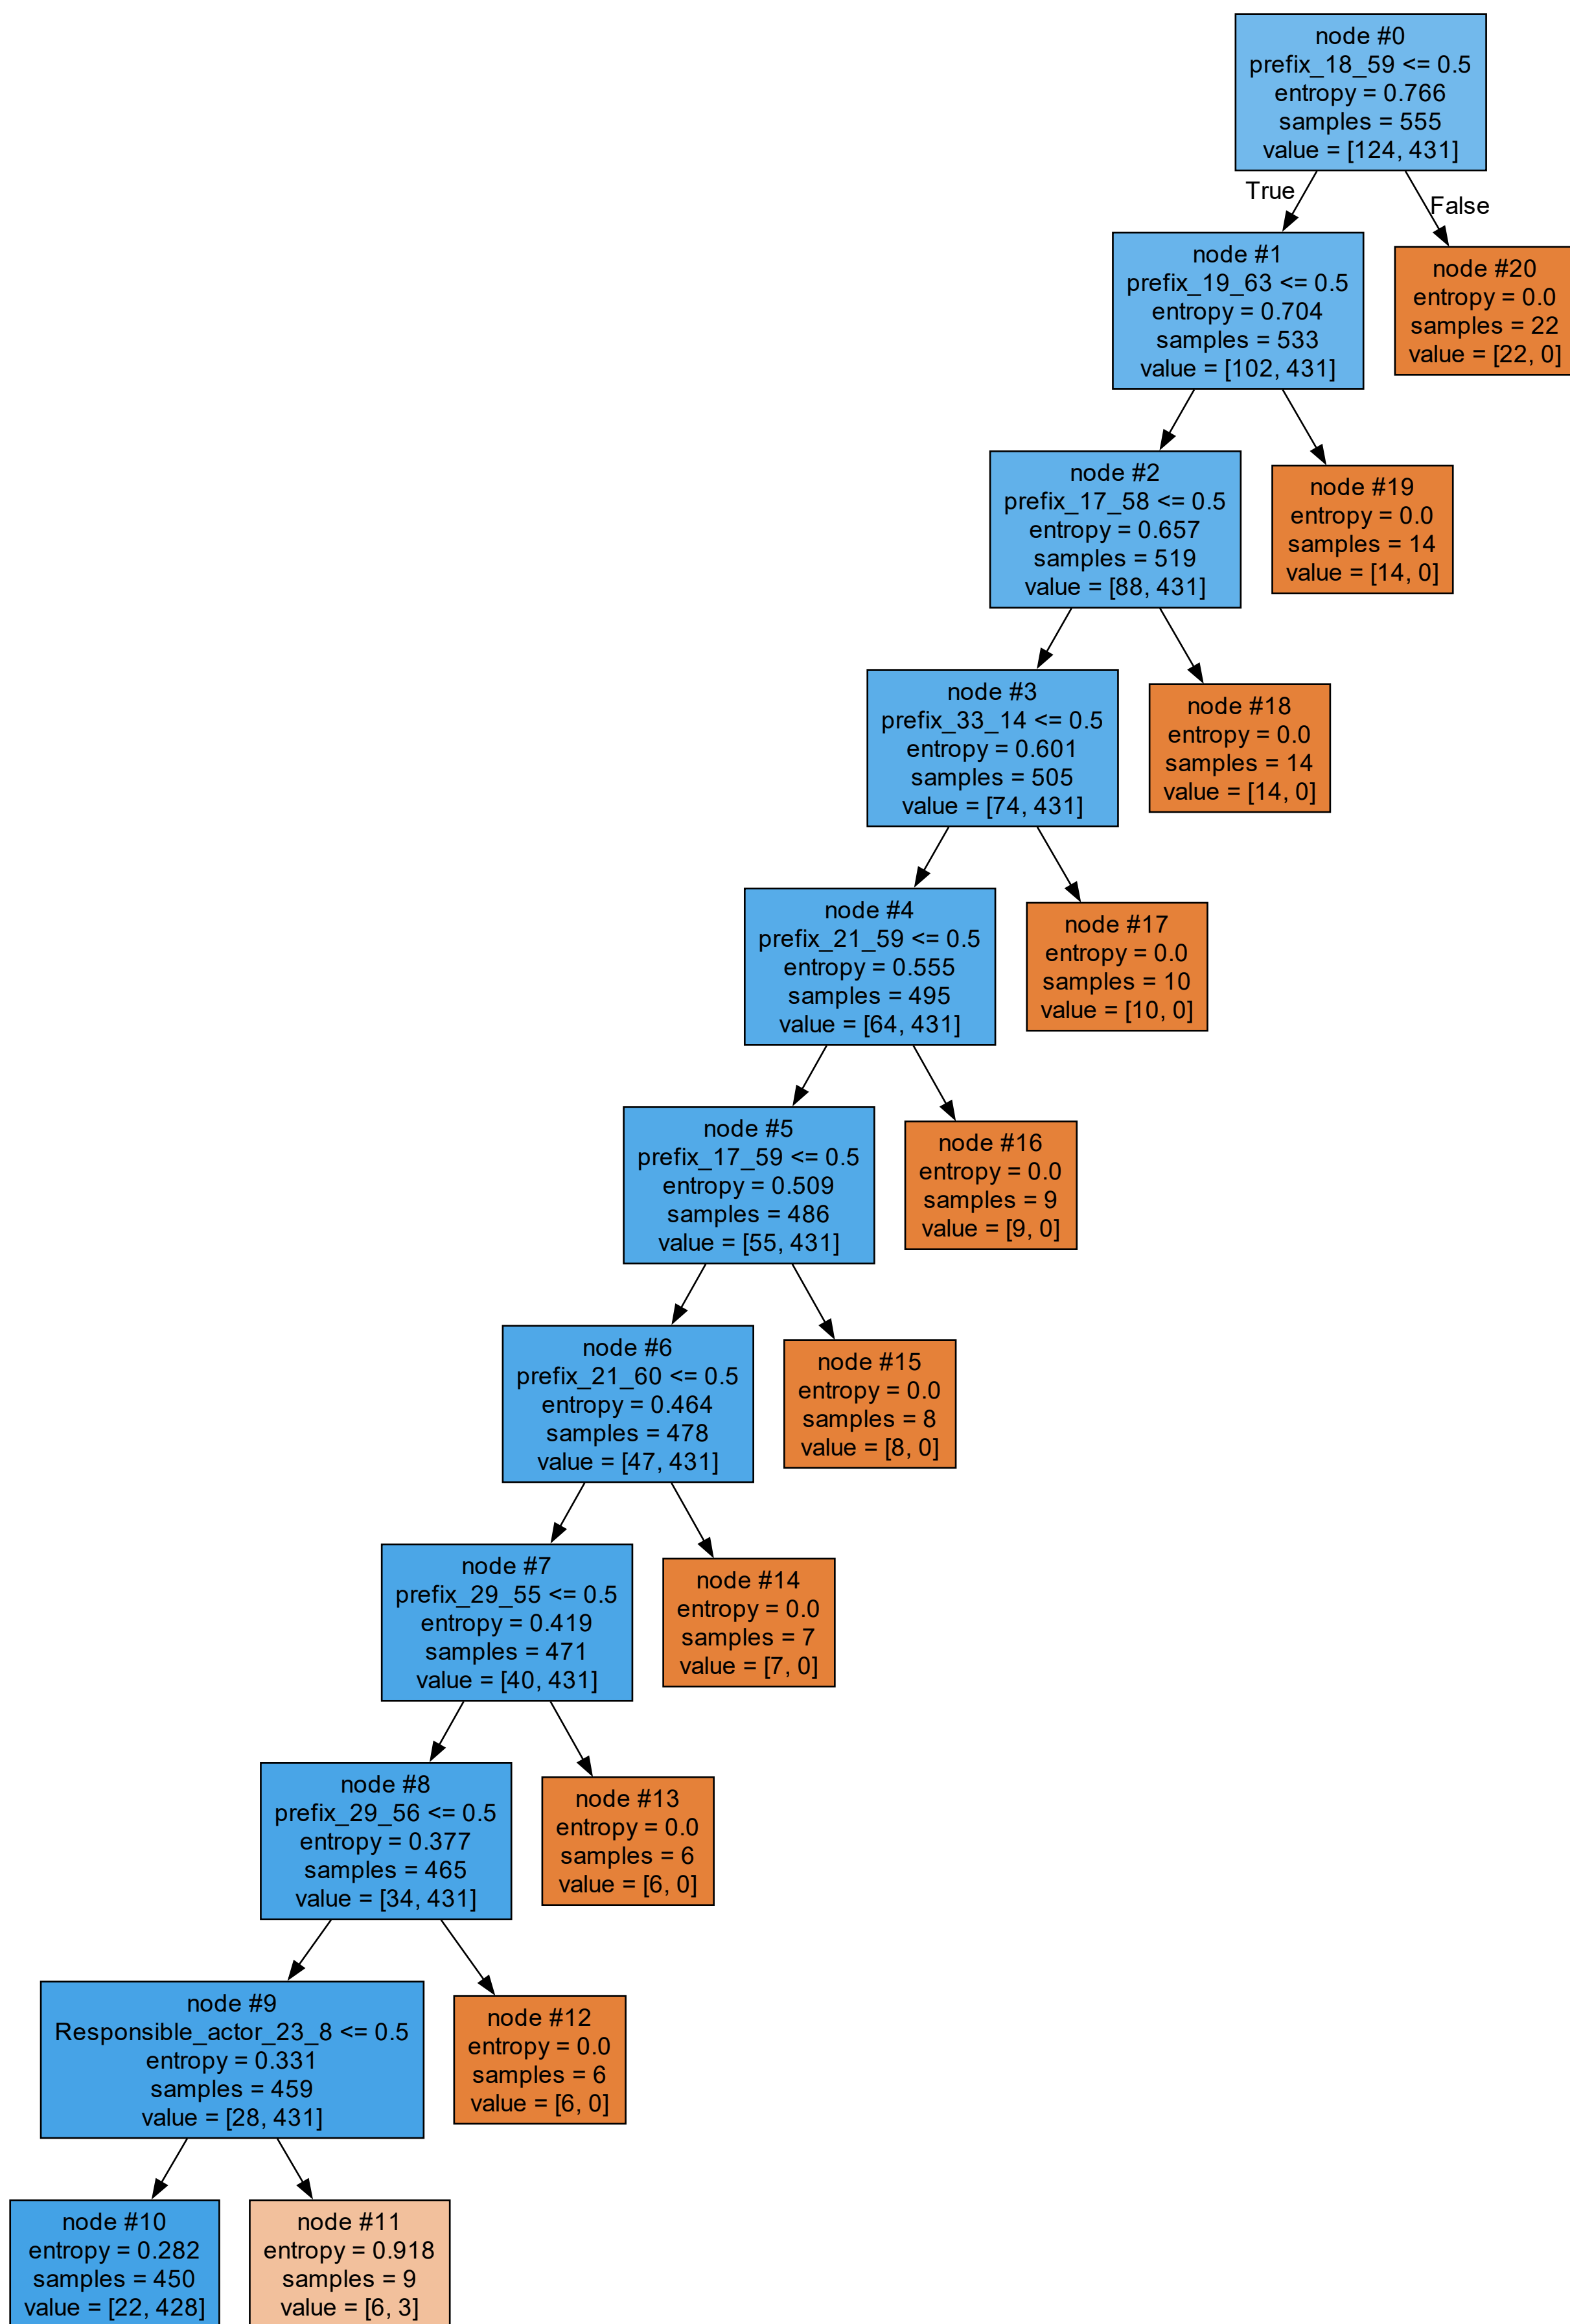 node #0
prefix_18_59 <= 0.5
entropy = 0.766
samples = 555
value = [124, 431]
True
False
node #1
prefix_19_63 <= 0.5
entropy = 0.704
samples = 533
value = [102, 431]
node #20
entropy = 0.0
samples = 22
value = [22, 0]
node #2
prefix_17_58 <= 0.5
entropy = 0.657
samples = 519
value = [88, 431]
node #19
entropy = 0.0
samples = 14
value = [14, 0]
node #3
prefix_33_14 <= 0.5
entropy = 0.601
samples = 505
value = [74, 431]
node #18
entropy = 0.0
samples = 14
value = [14, 0]
node #4
prefix_21_59 <= 0.5
entropy = 0.555
samples = 495
value = [64, 431]
node #17
entropy = 0.0
samples = 10
value = [10, 0]
node #5
prefix_17_59 <= 0.5
entropy = 0.509
samples = 486
value = [55, 431]
node #16
entropy = 0.0
samples = 9
value = [9, 0]
node #6
prefix_21_60 <= 0.5
entropy = 0.464
samples = 478
value = [47, 431]
node #15
entropy = 0.0
samples = 8
value = [8, 0]
node #7
prefix_29_55 <= 0.5
entropy = 0.419
samples = 471
value = [40, 431]
node #14
entropy = 0.0
samples = 7
value = [7, 0]
node #8
prefix_29_56 <= 0.5
entropy = 0.377
samples = 465
value = [34, 431]
node #13
entropy = 0.0
samples = 6
value = [6, 0]
node #9
Responsible_actor_23_8 <= 0.5
entropy = 0.331
samples = 459
value = [28, 431]
node #12
entropy = 0.0
samples = 6
value = [6, 0]
node #10
entropy = 0.282
samples = 450
value = [22, 428]
node #11
entropy = 0.918
samples = 9
value = [6, 3]